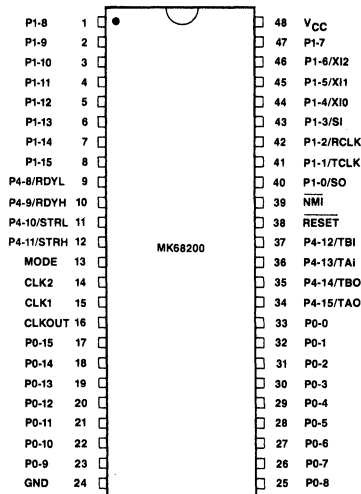 P1-8 1 48 VCC
P1-9 2 47 P1-7
P1-10 3 46 P1-6/XI2
P1-11 4 45 P1-5/XI1
P1-12 5 44 P1-4/XI0
P1-13 6 43 P1-3/SI
P1-14 7 42 P1-2/RCLK
P1-15 8 41 P1-1/TCLK
P4-8/RDYL 9 40 P1-0/SO
P4-9/RDYH 10 39 NMI
P4-10/STRL 11 38 RESET
P4-11/STRH 12 37 P4-12/TBI
MK68200
MODE 13 36 P4-13/TAi
CLK2 14 35 P4-14/TBO
CLK1 15 34 P4-15/TAO
CLKOUT 16 33 P0-0
P0-15 17 32 P0-1
P0-14 18 31 P0-2
P0-13 19 30 P0-3
P0-12 20 29 P0-4
P0-11 21 28 P0-5
P0-10 22 27 P0-6
P0-9 23 26 P0-7
GND 24 25 P0-8